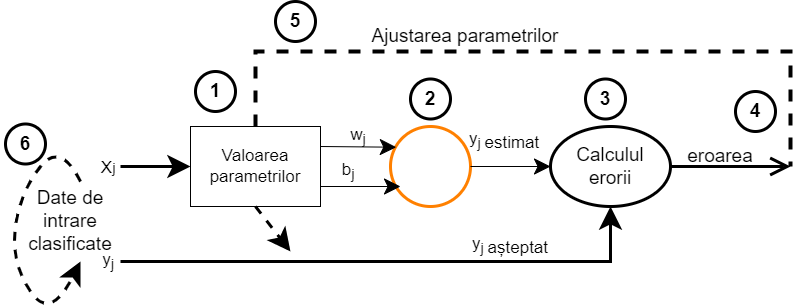 5
Ajustarea parametrilor
1
2
3
4
6
Xj
Valoarea
parametrilor
wj
bj
yj estimat
Calculul
erorii
eroarea
Date de
intrare
clasificate
yj
yj așteptat